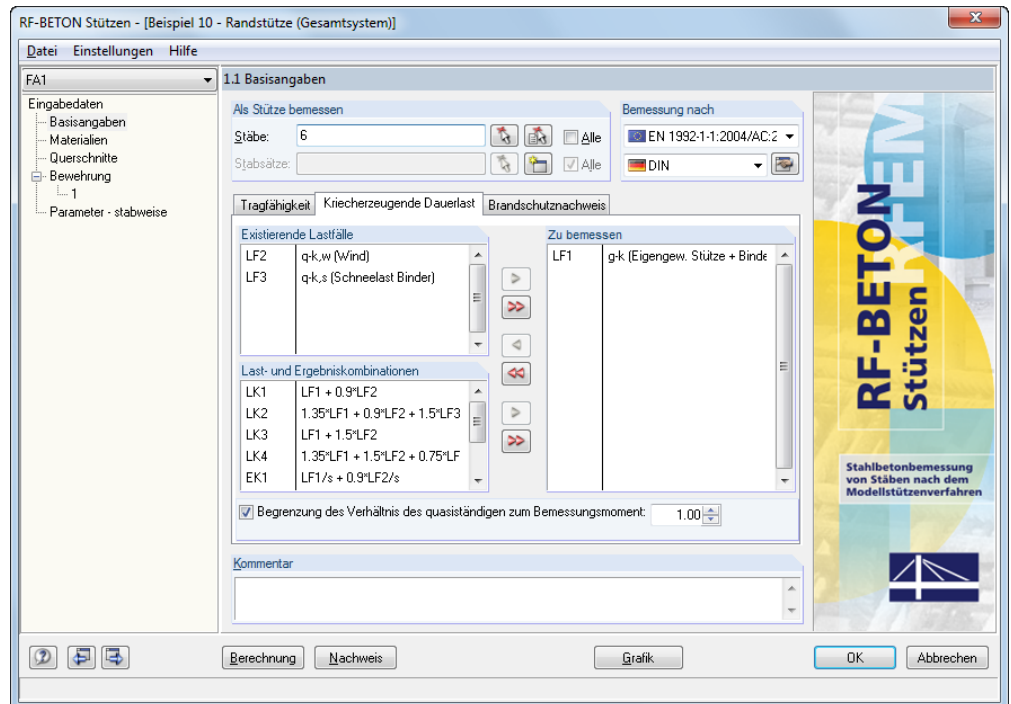 RF-BETON Stützen - [Beispiel 10 - Randstütze (Gesamtsystem)]
Datei Einstellungen Hilfe
FA1
Eingabedaten
Basisangaben
Materialien
Querschnitte
Bewehrung
1
Parameter - stabweise
1.1 Basisangaben
Als Stütze bemessen
Stäbe: 6 Alle
Stabsätze: Alle
Bemessung nach
EN 1992-1-1:2004/AC:2
DIN
Tragfähigkeit Kriecherzeugende Dauerlast Brandschutznachweis
Existierende Lastfälle
LF2 q-k,w (Wind)
LF3 q-k,s (Schneelast Binder)
Last- und Ergebniskombinationen
LK1 LF1 + 0.9*LF2
LK2 1.35*LF1 + 0.9*LF2 + 1.5*LF3
LK3 LF1 + 1.5*LF2
LK4 1.35*LF1 + 1.5*LF2 + 0.75*LF
EK1 LF1/s + 0.9*LF2/s
Zu bemessen
LF1 g-k (Eigengew. Stütze + Binde
Begrenzung des Verhältnis des quasiständigen zum Bemessungsmoment: 1.00
Kommentar
RFEM
RF-BETON
Stützen
Stahlbetonbemessung
von Stäben nach dem
Modellstützenverfahren
Berechnung Nachweis Grafik OK Abbrechen